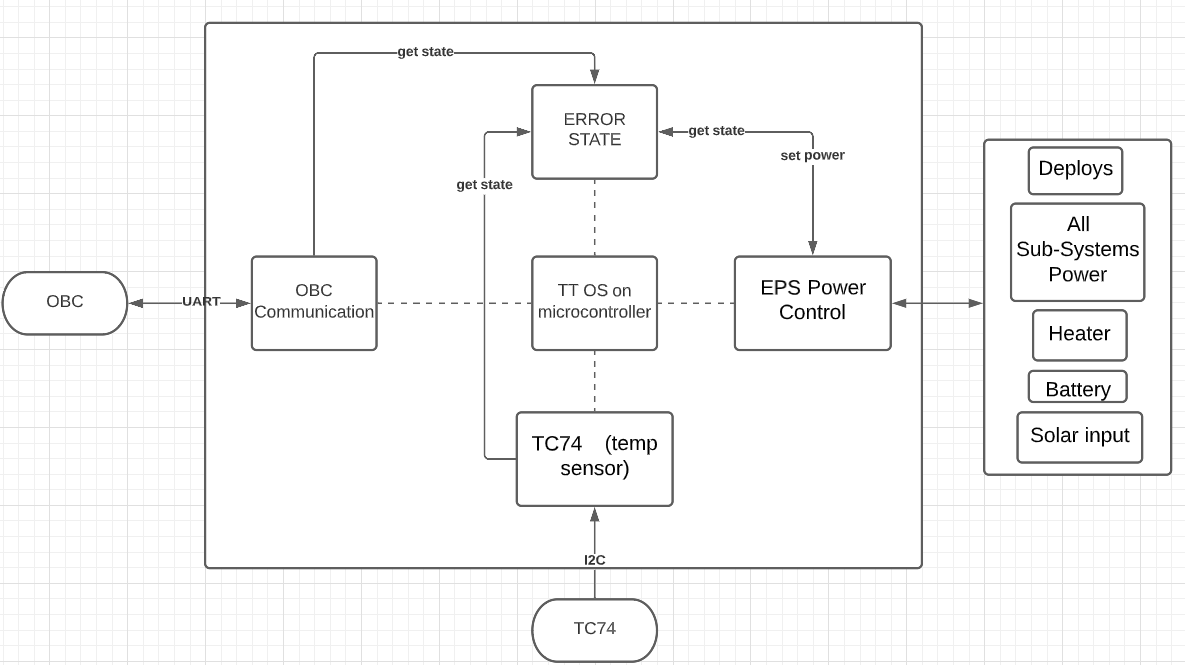 get state
ERROR
STATE
get state
set power
get state
Deploys
All
Sub-Systems
Power
Heater
Battery
Solar input
OBC
UART
OBC
Communication
TT OS on
microcontroller
EPS Power
Control
TC74 (temp
sensor)
I2C
TC74